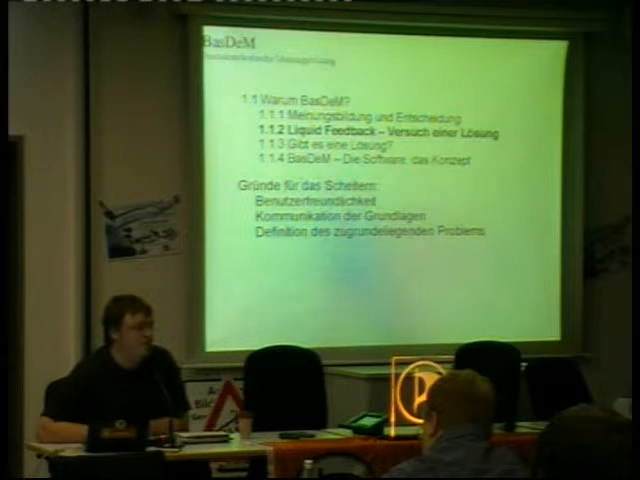 BasDeM
1.1 Warum BasDeM?
1.1.1 Meinungsbildung und Entscheidung
1.1.2 Liquid Feedback – Versuch einer Lösung
1.1.3 Gibt es eine Lösung?
1.1.4 BasDeM – Die Software, das Konzept
Gründe für das Scheitern:
Benutzerfreundlichkeit
Kommunikation der Grundlagen
Definition des zugrundeliegenden Problems